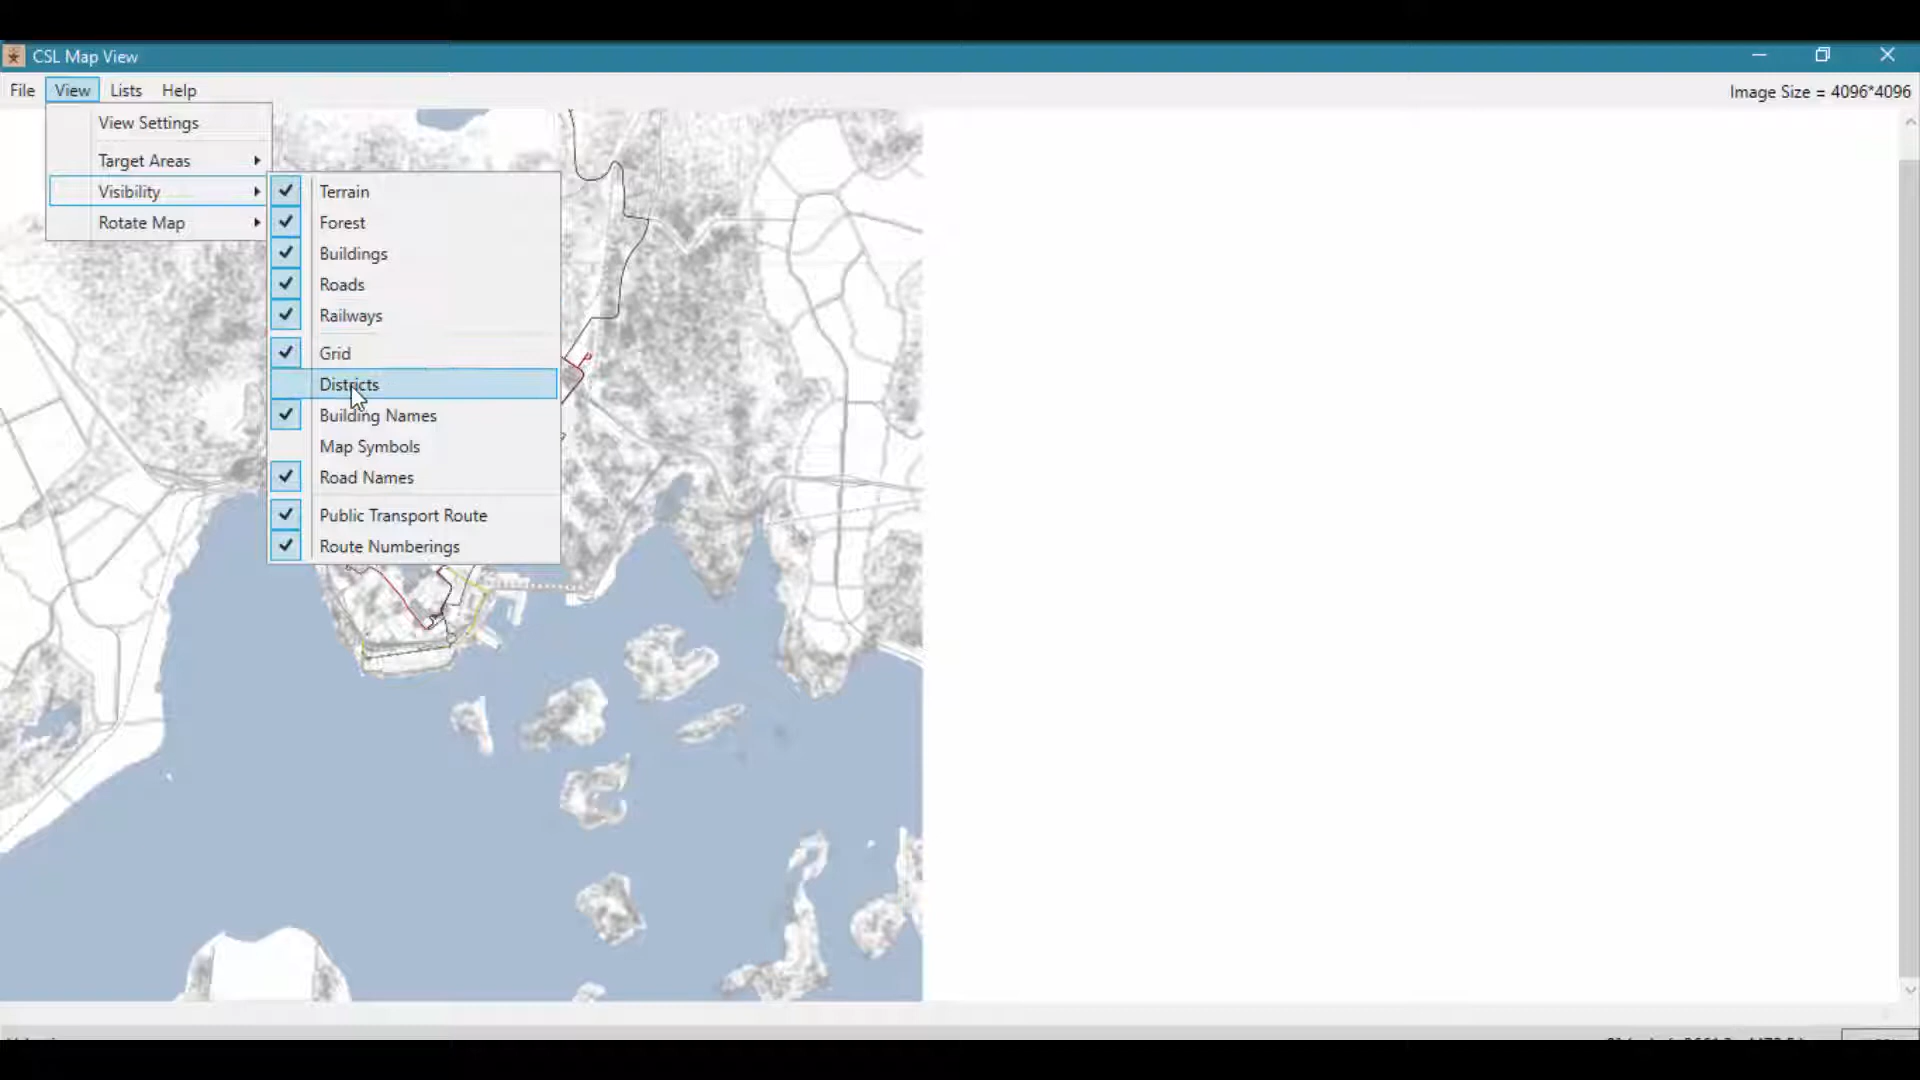 CSL Map View
File View Lists Help
Image Size = 4096*4096
View Settings
Target Areas
Visibility
Rotate Map
Terrain
Forest
Buildings
Roads
Railways
Grid
Districts
Building Names
Map Symbols
Road Names
Public Transport Route
Route Numberings